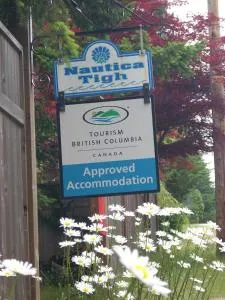 Nautica
Tigh
TOURISM
BRITISH COLUMBIA
CANADA
Approved
Accommodation